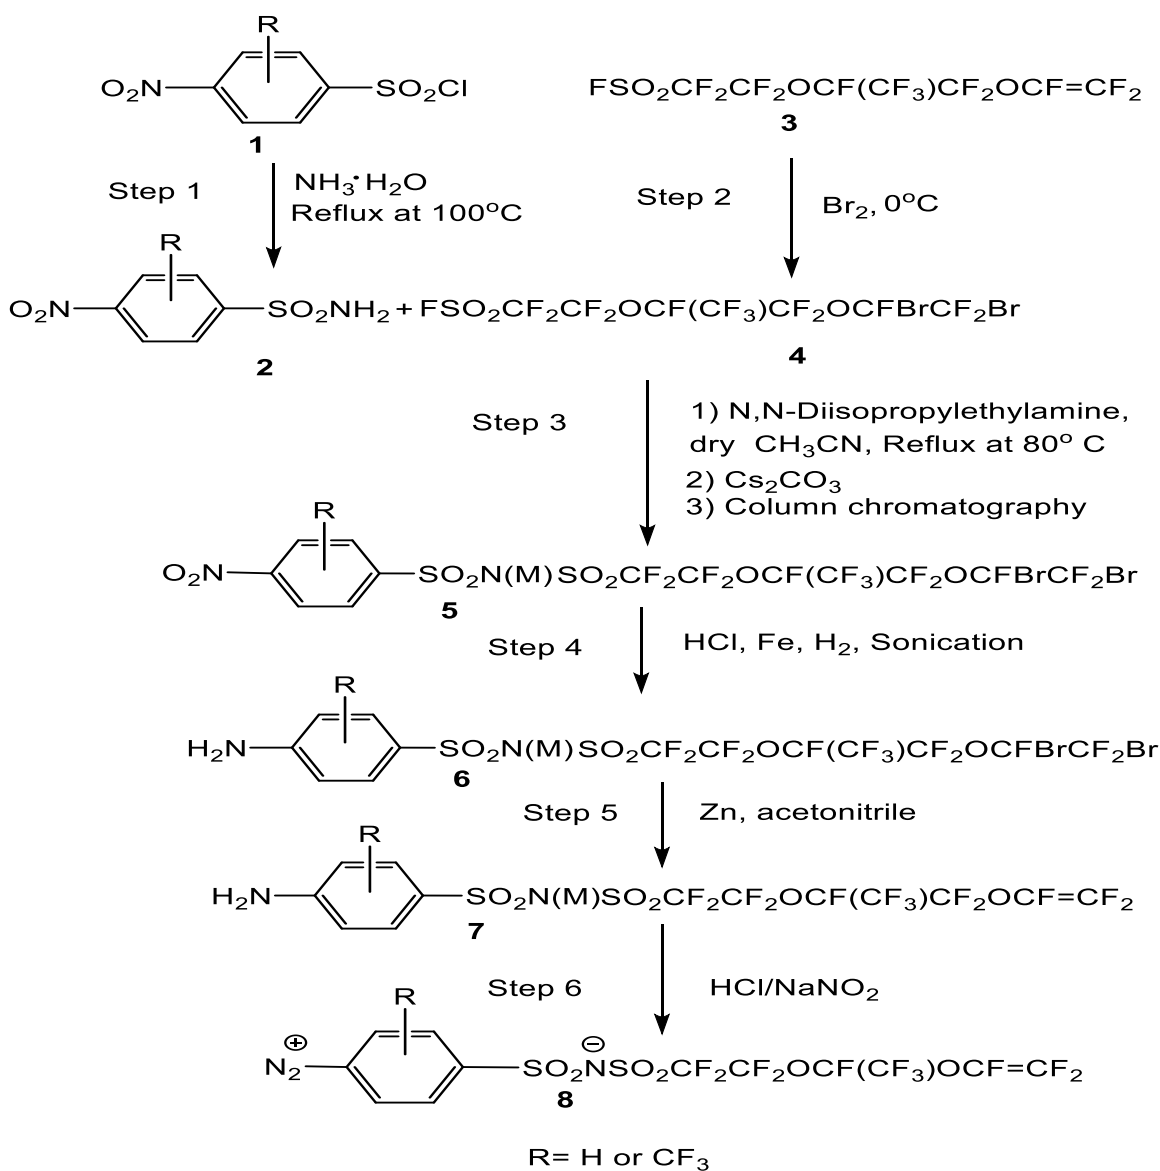 R
O₂N SO₂Cl
1
FSO₂CF₂CF₂OCF(CF₃)CF₂OCF=CF₂
3
Step 1
NH₃·H₂O
Reflux at 100°C
Step 2
Br₂, 0°C
R
O₂N SO₂NH₂ + FSO₂CF₂CF₂OCF(CF₃)CF₂OCFBrCF₂Br
2
4
Step 3
1) N,N-Diisopropylethylamine,
dry CH₃CN, Reflux at 80° C
2) Cs₂CO₃
3) Column chromatography
R
O₂N SO₂N(M)SO₂CF₂CF₂OCF(CF₃)CF₂OCFBrCF₂Br
5
Step 4
HCl, Fe, H₂, Sonication
R
H₂N SO₂N(M)SO₂CF₂CF₂OCF(CF₃)CF₂OCFBrCF₂Br
6
Step 5
Zn, acetonitrile
R
H₂N SO₂N(M)SO₂CF₂CF₂OCF(CF₃)CF₂OCF=CF₂
7
Step 6
HCl/NaNO₂
R
⊕ ⊖
N₂ SO₂NSO₂CF₂CF₂OCF(CF₃)OCF=CF₂
8
R= H or CF₃